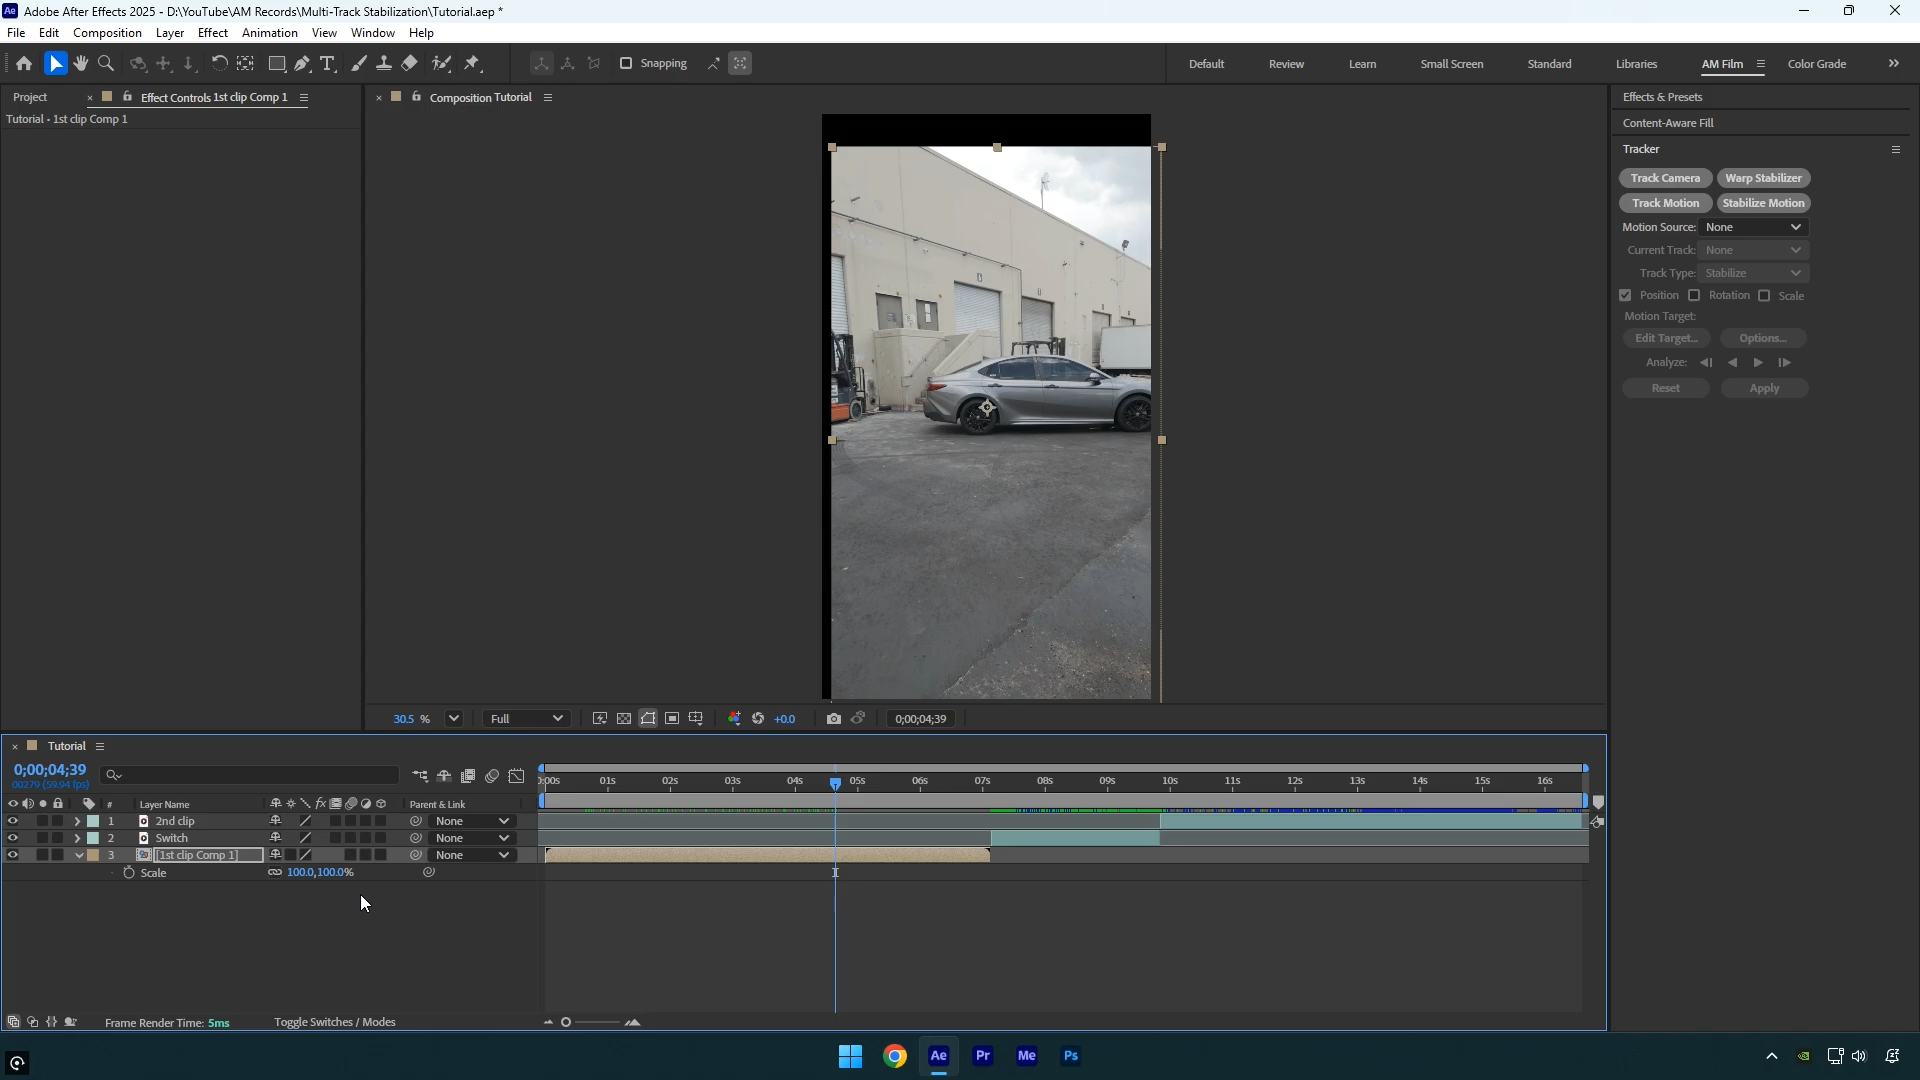 Adobe After Effects 2025 - D:\YouTube\AM Records\Multi-Track Stabilization\Tutorial.aep *
File Edit Composition Layer Effect Animation View Window Help
Snapping
Default Review Learn Small Screen Standard Libraries AM Film Color Grade
Project Effect Controls 1st clip Comp 1
Tutorial • 1st clip Comp 1
Composition Tutorial
Effects & Presets
Content-Aware Fill
Tracker
Track Camera Warp Stabilizer
Track Motion Stabilize Motion
Motion Source: None
Current Track: None
Track Type: Stabilize
Position Rotation Scale
Motion Target:
Edit Target... Options...
Analyze:
Reset Apply
30.5 % Full +0.0 0;00;04;39
Tutorial
0;00;04;39
00279 (59.94 fps)
:00s 01s 02s 03s 04s 05s 06s 07s 08s 09s 10s 11s 12s 13s 14s 15s 16s
# Layer Name Parent & Link
1 2nd clip None
2 Switch None
3 [1st clip Comp 1] None
Scale 100.0,100.0%
Frame Render Time: 5ms Toggle Switches / Modes
Ae Pr Me Ps